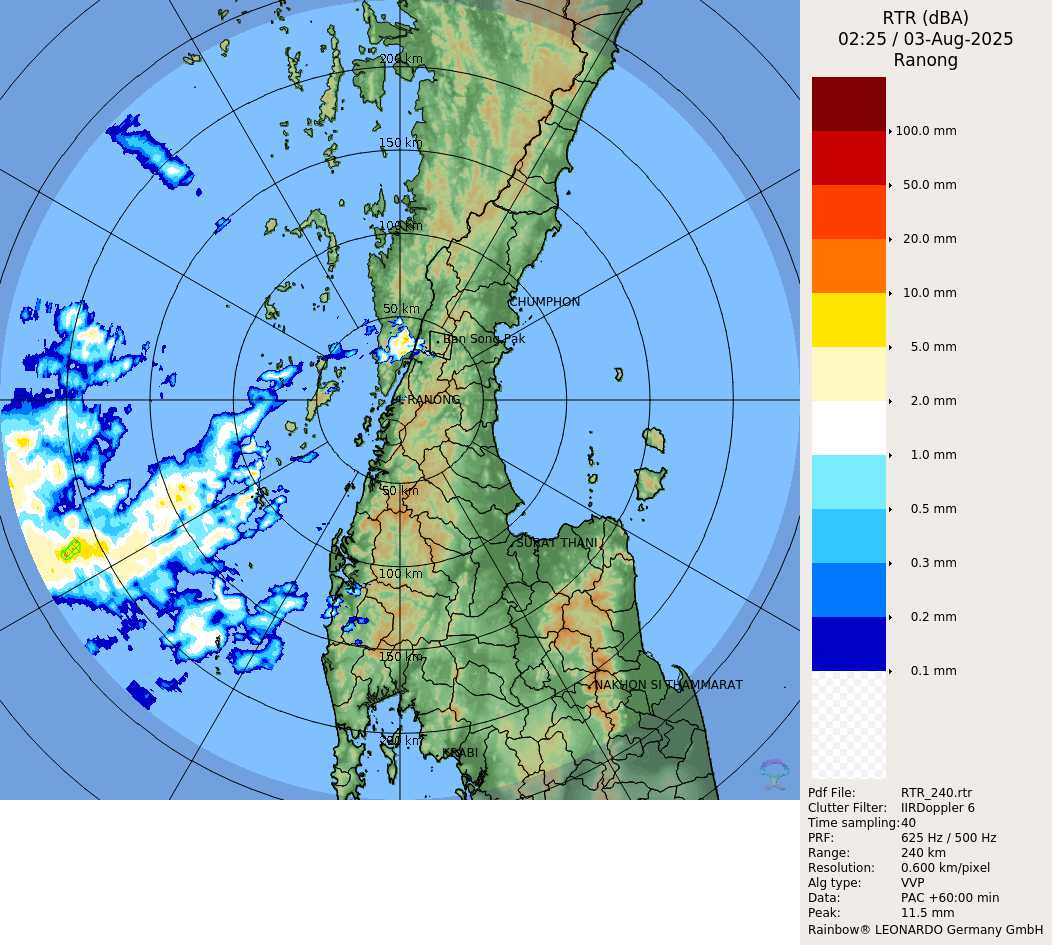 RTR (dBA)
02:25 / 03-Aug-2025
Ranong
200 km
150 km
100 km
50 km
CHUMPHON
Ban Song Pak
RANONG
50 km
SURAT THANI
100 km
150 km
NAKHON SI THAMMARAT
200 km
KRABI
100.0 mm
50.0 mm
20.0 mm
10.0 mm
5.0 mm
2.0 mm
1.0 mm
0.5 mm
0.3 mm
0.2 mm
0.1 mm
Pdf File: RTR_240.rtr
Clutter Filter: IIRDoppler 6
Time sampling:40
PRF: 625 Hz / 500 Hz
Range: 240 km
Resolution: 0.600 km/pixel
Alg type: VVP
Data: PAC +60:00 min
Peak: 11.5 mm
Rainbow® LEONARDO Germany GmbH